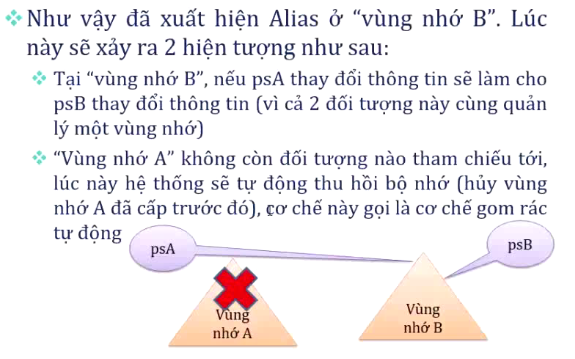 Như vậy đã xuất hiện Alias ở “vùng nhớ B”. Lúc
này sẽ xảy ra 2 hiện tượng như sau:
Tại “vùng nhớ B”, nếu psA thay đổi thông tin sẽ làm cho
psB thay đổi thông tin (vì cả 2 đối tượng này cùng quản
lý một vùng nhớ)
“Vùng nhớ A” không còn đối tượng nào tham chiếu tới,
lúc này hệ thống sẽ tự động thu hồi bộ nhớ (hủy vùng
nhớ A đã cấp trước đó), cơ chế này gọi là cơ chế gom rác
tự động
psA
psB
Vùng
nhớ A
Vùng
nhớ B